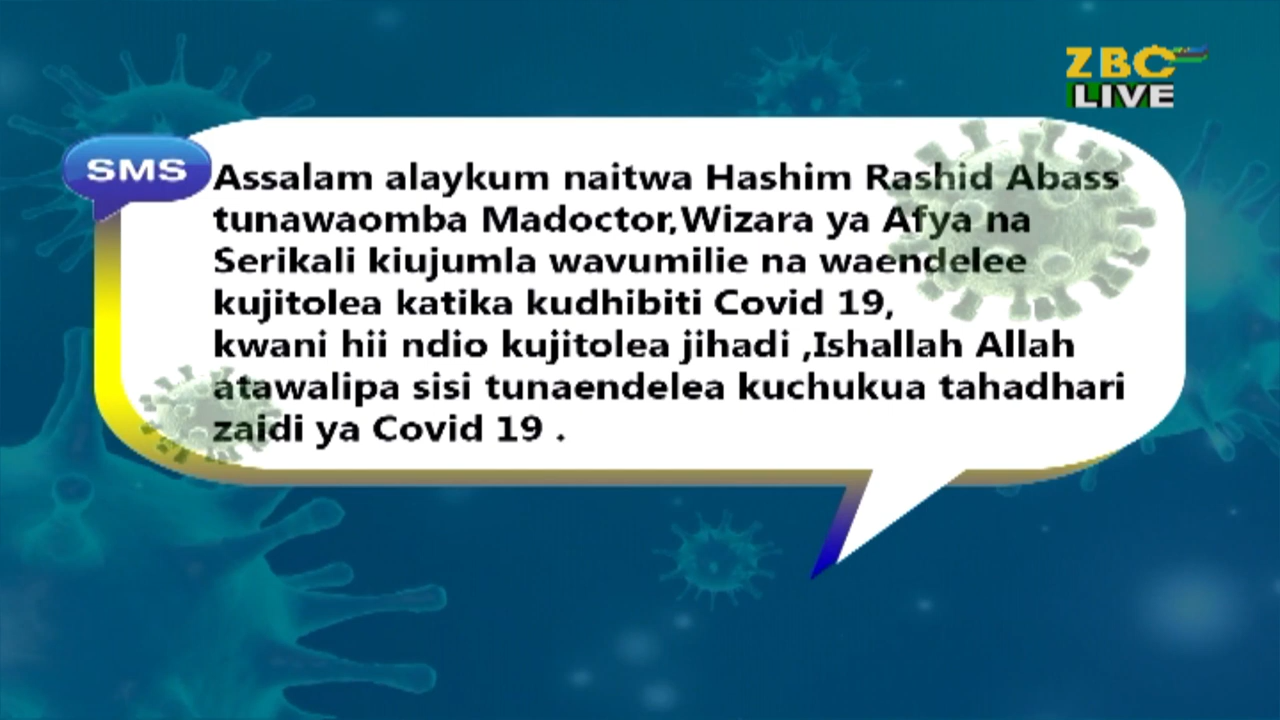 ZBC
LIVE
SMS
Assalam alaykum naitwa Hashim Rashid Abass
tunawaomba Madoctor,Wizara ya Afya na
Serikali kiujumla wavumilie na waendelee
kujitolea katika kudhibiti Covid 19,
kwani hii ndio kujitolea jihadi ,Ishallah Allah
atawalipa sisi tunaendelea kuchukua tahadhari
zaidi ya Covid 19 .